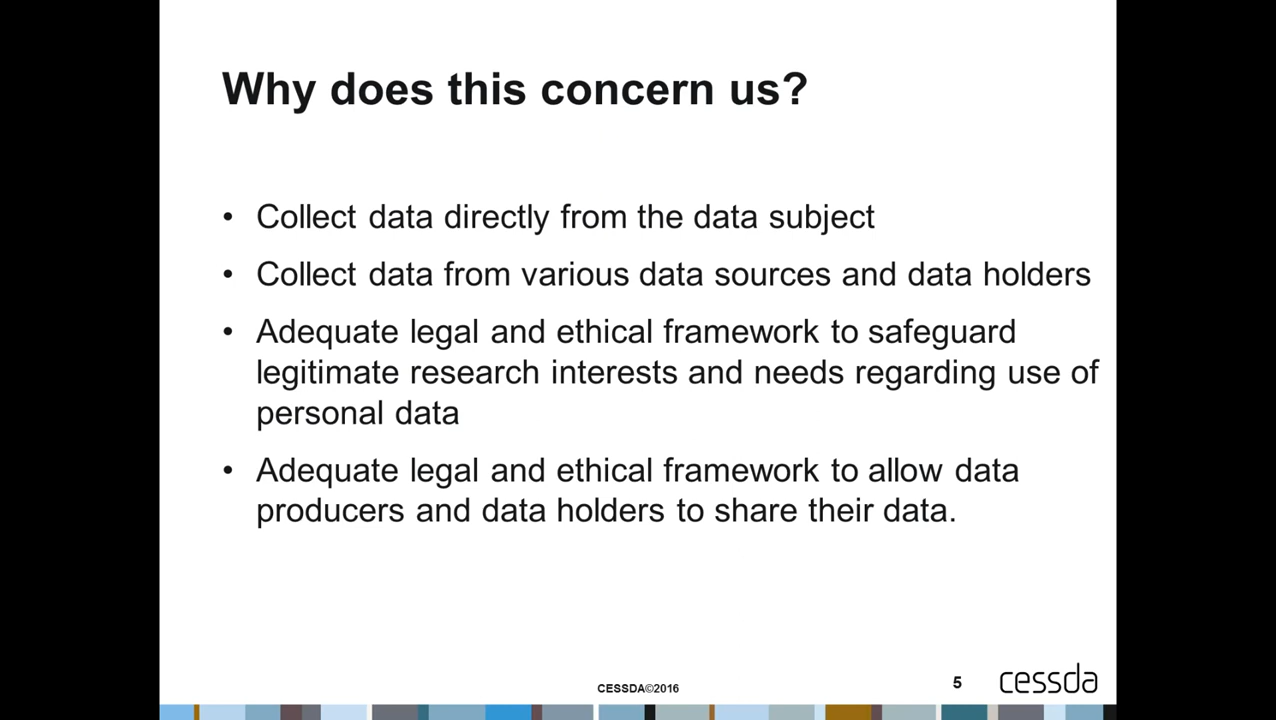 Why does this concern us?
• Collect data directly from the data subject
• Collect data from various data sources and data holders
• Adequate legal and ethical framework to safeguard
legitimate research interests and needs regarding use of
personal data
• Adequate legal and ethical framework to allow data
producers and data holders to share their data.
CESSDA©2016
5
cessda